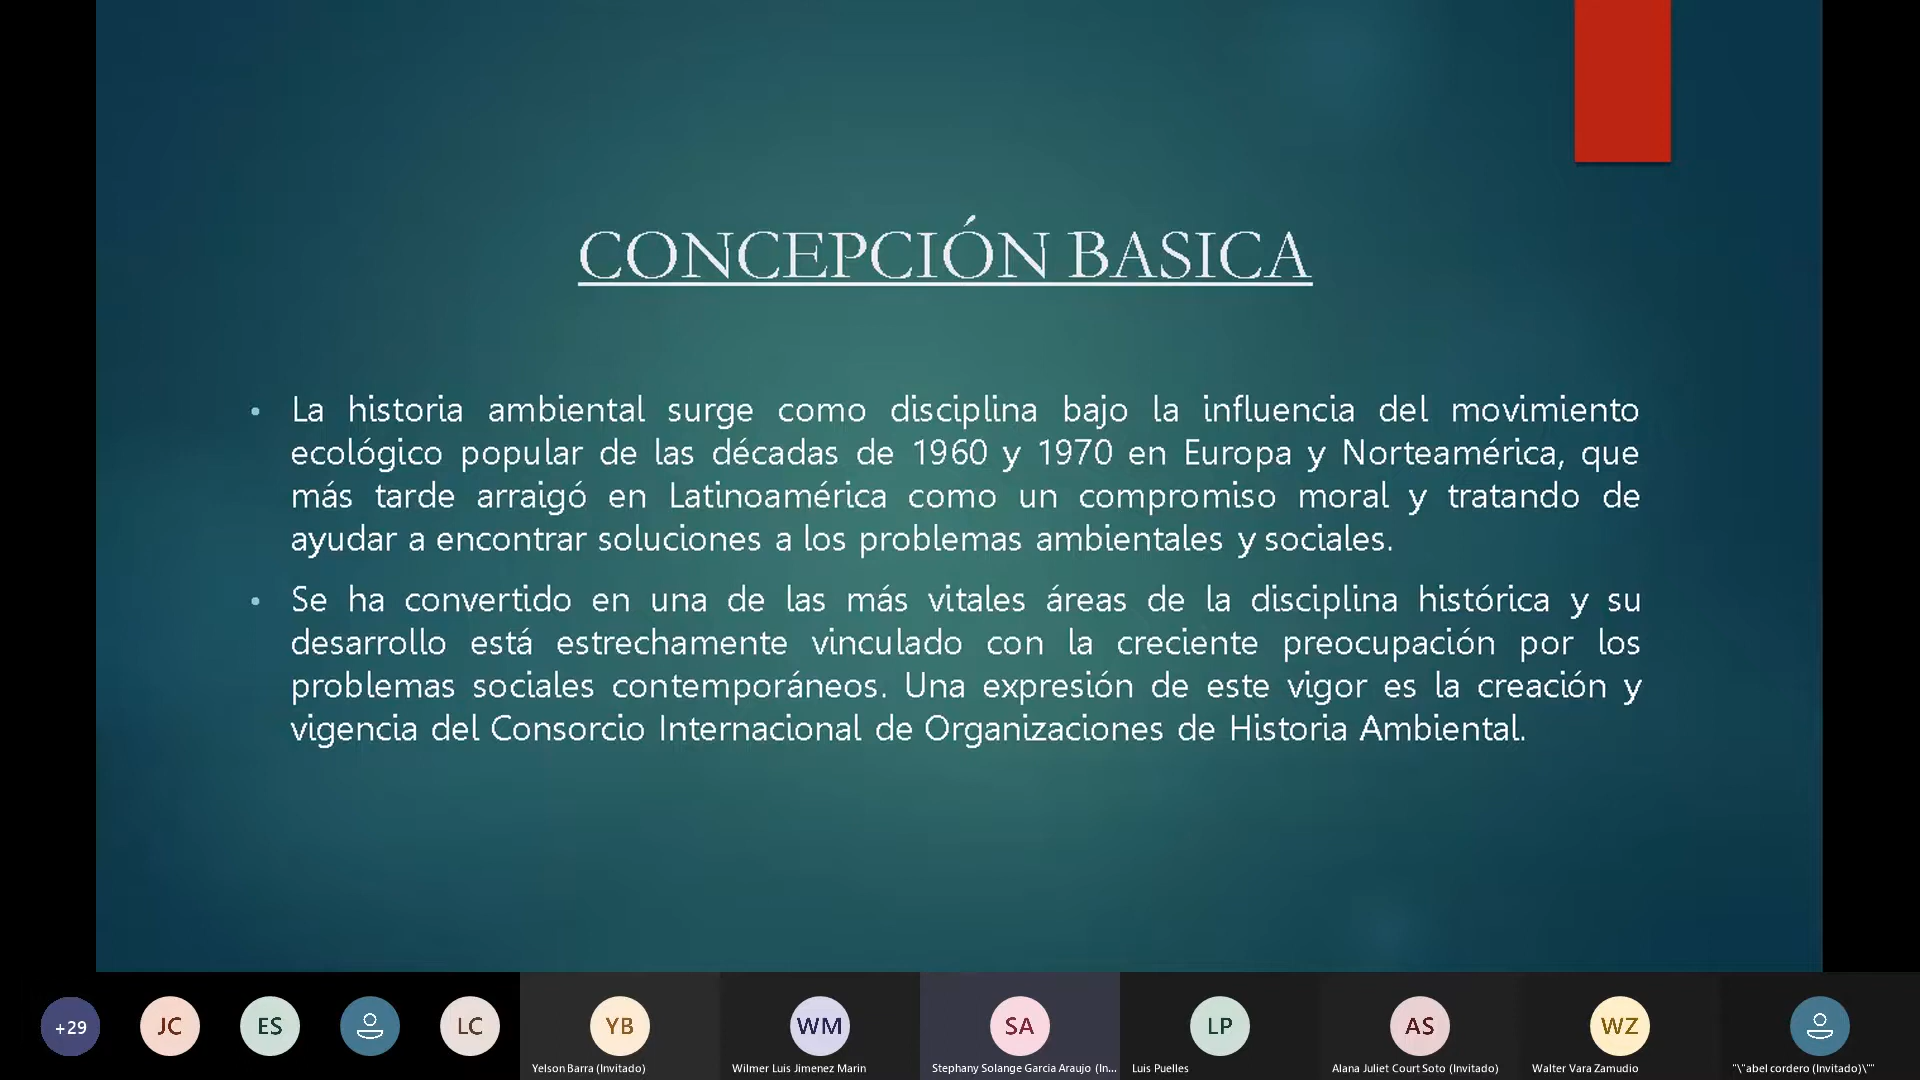 CONCEPCIÓN BASICA
• La historia ambiental surge como disciplina bajo la influencia del movimiento
ecológico popular de las décadas de 1960 y 1970 en Europa y Norteamérica, que
más tarde arraigó en Latinoamérica como un compromiso moral y tratando de
ayudar a encontrar soluciones a los problemas ambientales y sociales.
• Se ha convertido en una de las más vitales áreas de la disciplina histórica y su
desarrollo está estrechamente vinculado con la creciente preocupación por los
problemas sociales contemporáneos. Una expresión de este vigor es la creación y
vigencia del Consorcio Internacional de Organizaciones de Historia Ambiental.
+29 JC ES LC YB WM SA LP AS WZ
Yelson Barra (Invitado) Wilmer Luis Jimenez Marin Stephany Solange Garcia Araujo (In... Luis Puelles Alana Juliet Court Soto (Invitado) Walter Vara Zamudio "\"abel cordero (Invitado)\""